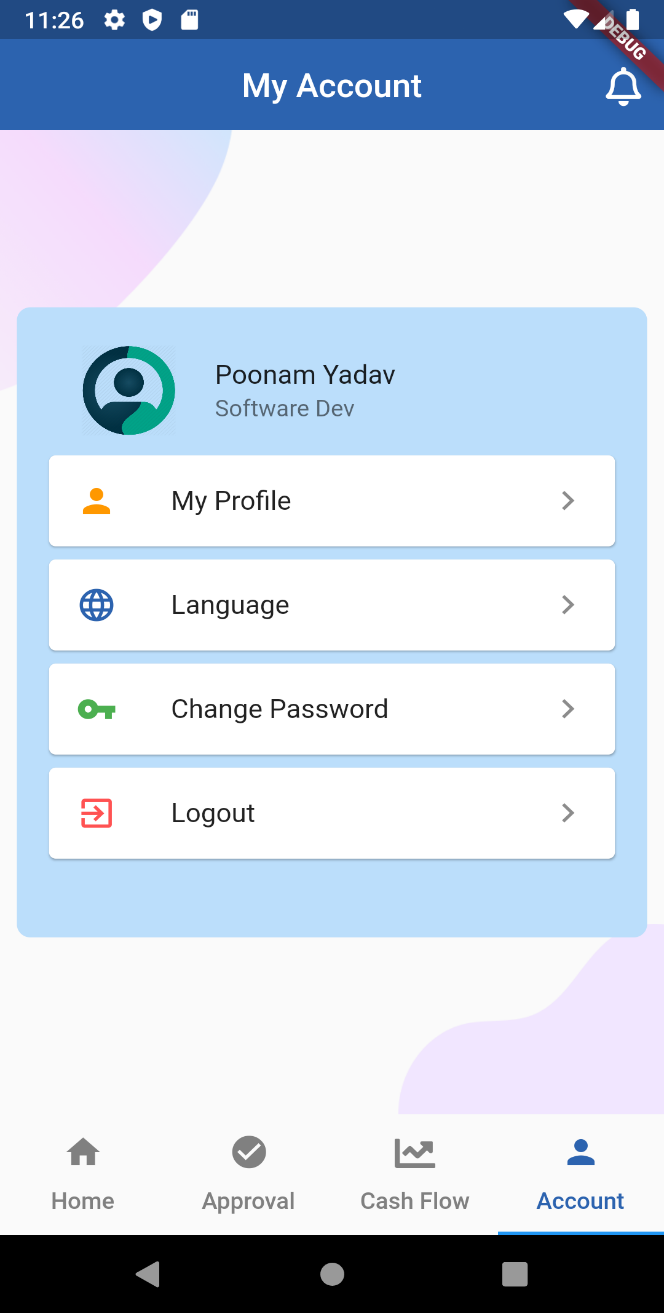 11:26
DEBUG
My Account
Poonam Yadav
Software Dev
My Profile
Language
Change Password
Logout
Home
Approval
Cash Flow
Account